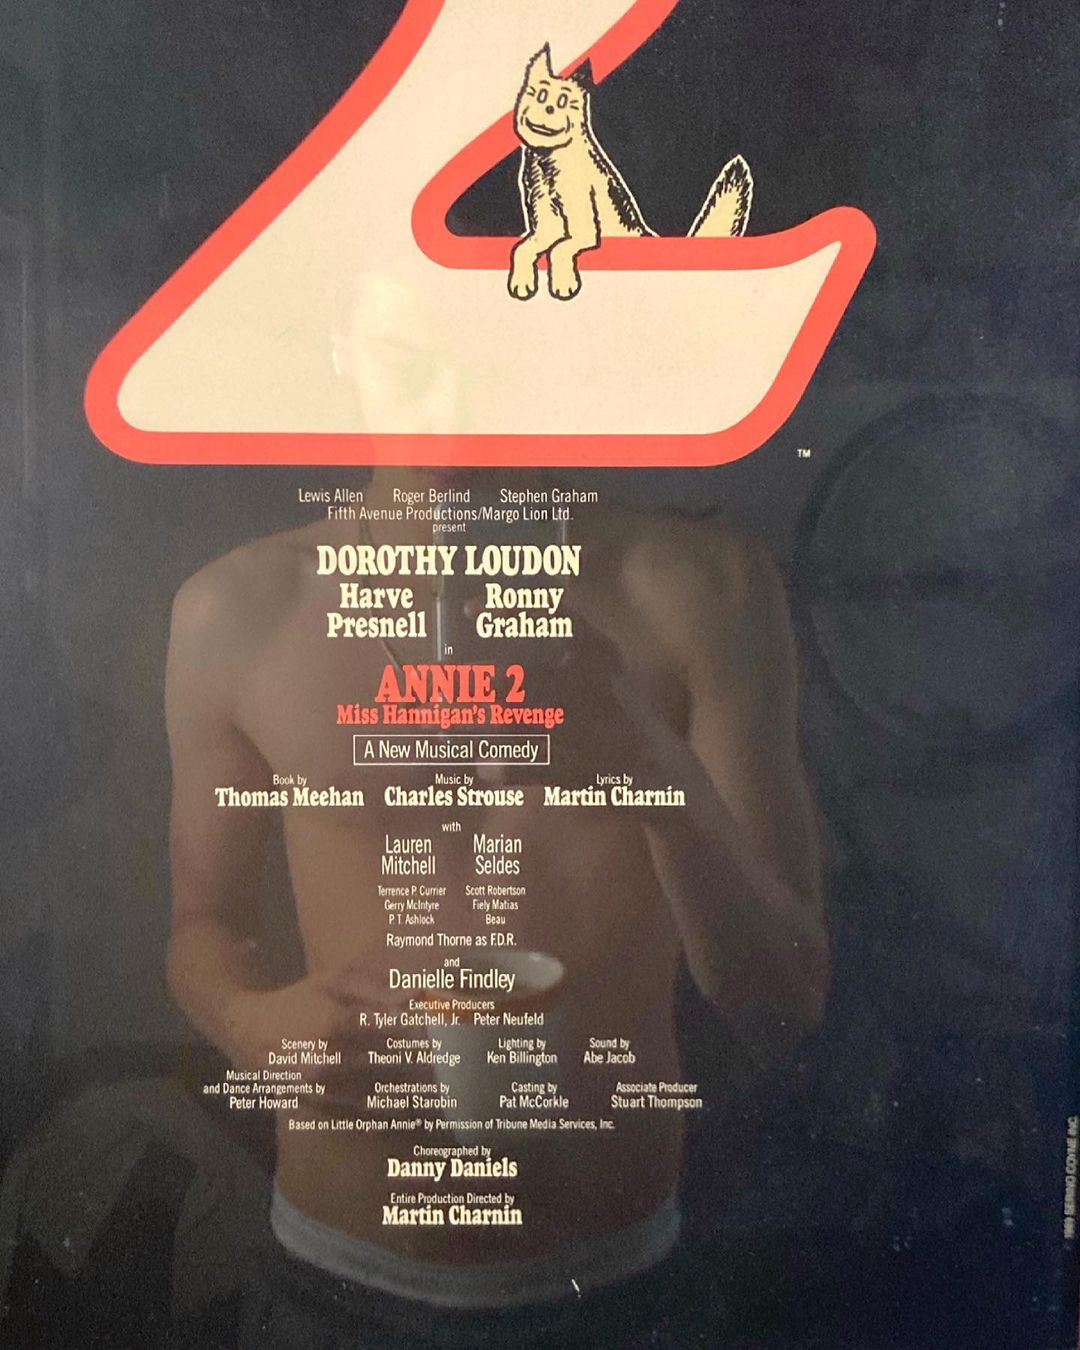 TM
Lewis Allen Roger Berlind Stephen Graham
Fifth Avenue Productions/Margo Lion Ltd.
present
DOROTHY LOUDON
Harve Ronny
Presnell Graham
in
ANNIE 2
Miss Hannigan's Revenge
A New Musical Comedy
Book by Music by Lyrics by
Thomas Meehan Charles Strouse Martin Charnin
with
Lauren Marian
Mitchell Seldes
Terrence P. Currier Scott Robertson
Gerry McIntyre Fiely Matias
P.T. Ashlock Beau
Raymond Thorne as F.D.R.
and
Danielle Findley
Executive Producers
R. Tyler Gatchell, Jr. Peter Neufeld
Scenery by Costumes by Lighting by Sound by
David Mitchell Theoni V. Aldredge Ken Billington Abe Jacob
Musical Direction
and Dance Arrangements by Orchestrations by Casting by Associate Producer
Peter Howard Michael Starobin Pat McCorkle Stuart Thompson
Based on Little Orphan Annie® by Permission of Tribune Media Services, Inc.
Choreographed by
Danny Daniels
Entire Production Directed by
Martin Charnin
SERINO COYNE INC.